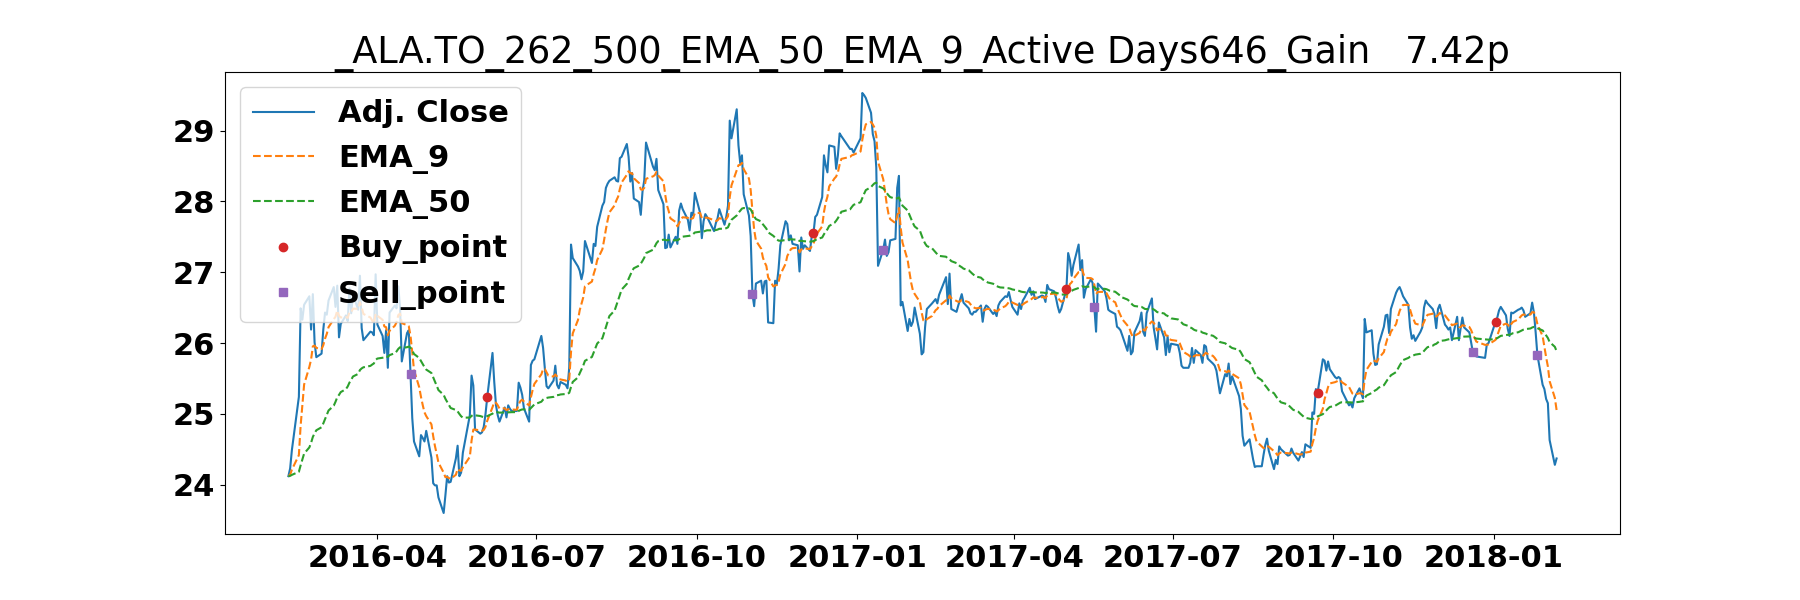 _ALA.TO_262_500_EMA_50_EMA_9_Active Days646_Gain   7.42p
Adj. Close
EMA_9
EMA_50
Buy_point
Sell_point
29
28
27
26
25
24
2016-04 2016-07 2016-10 2017-01 2017-04 2017-07 2017-10 2018-01